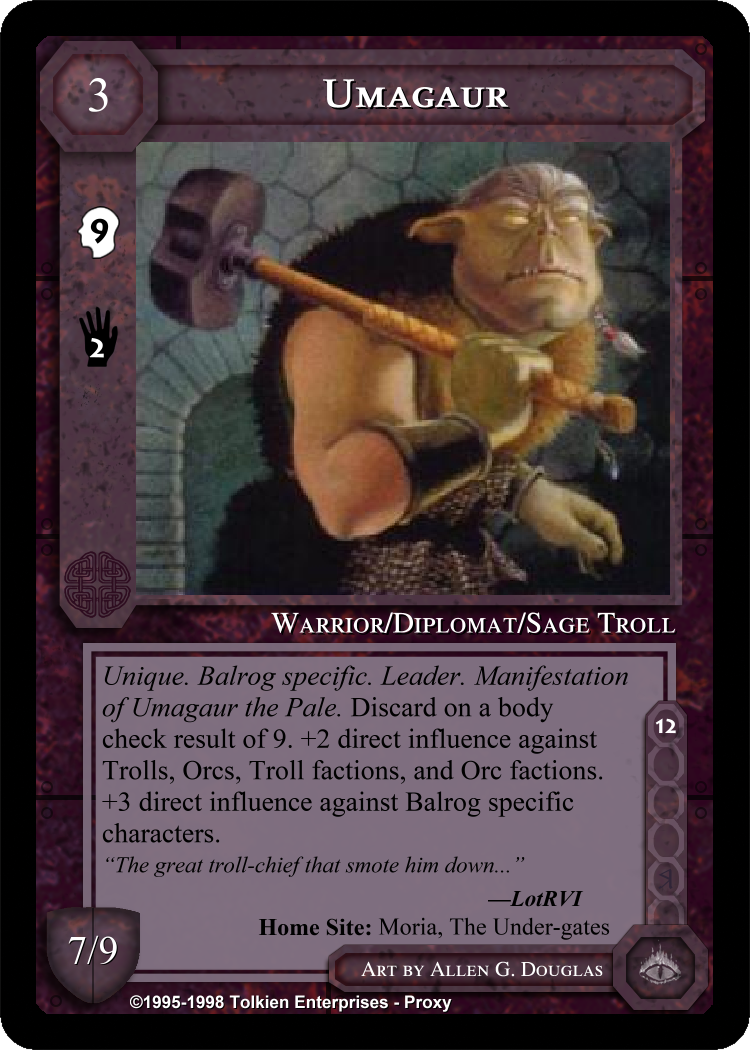 3
UMAGAUR
9
2
WARRIOR/DIPLOMAT/SAGE TROLL
Unique. Balrog specific. Leader. Manifestation
of Umagaur the Pale. Discard on a body
check result of 9. +2 direct influence against
Trolls, Orcs, Troll factions, and Orc factions.
+3 direct influence against Balrog specific
characters.
“The great troll-chief that smote him down...”
—LotRVI
Home Site: Moria, The Under-gates
12
7/9
ART BY ALLEN G. DOUGLAS
©1995-1998 Tolkien Enterprises - Proxy